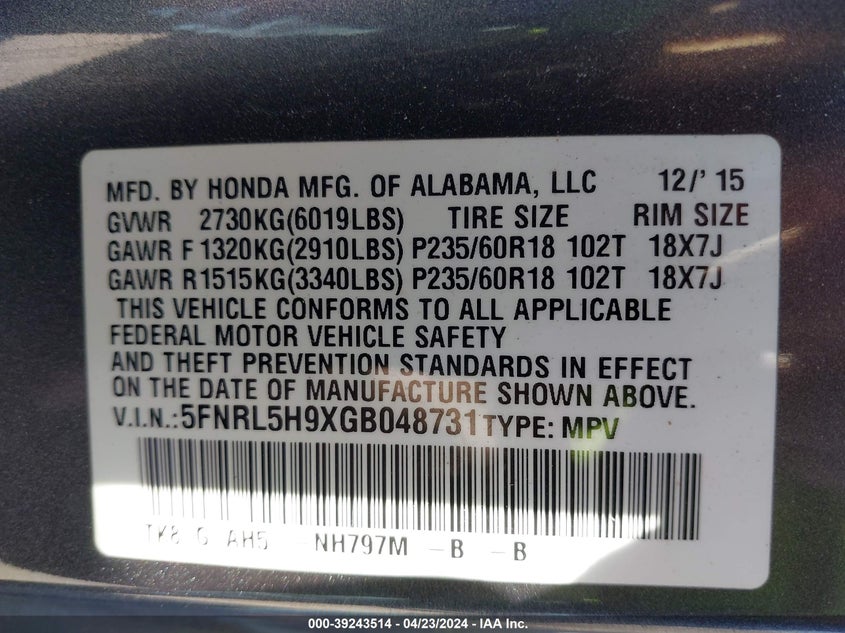 MFD. BY HONDA MFG. OF ALABAMA, LLC 12/' 15
GVWR 2730KG(6019LBS) TIRE SIZE RIM SIZE
GAWR F 1320KG(2910LBS) P235/60R18 102T 18X7J
GAWR R1515KG(3340LBS) P235/60R18 102T 18X7J
THIS VEHICLE CONFORMS TO ALL APPLICABLE
FEDERAL MOTOR VEHICLE SAFETY
AND THEFT PREVENTION STANDARDS IN EFFECT
ON THE DATE OF MANUFACTURE SHOWN ABOVE.
V.I.N.:5FNRL5H9XGB048731 TYPE: MPV
TK8 G AH5 -NH797M -B -B
000-39243514 - 04/23/2024 - IAA Inc.